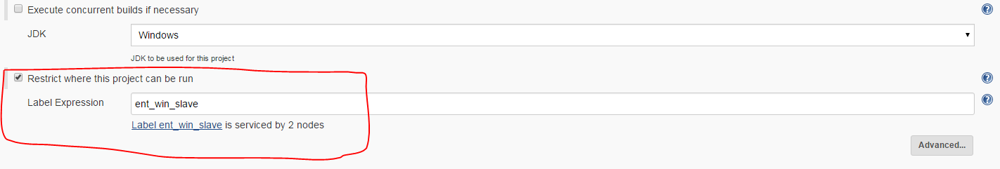 Execute concurrent builds if necessary
JDK
Windows
JDK to be used for this project
Restrict where this project can be run
Label Expression
ent_win_slave
Label ent_win_slave is serviced by 2 nodes
Advanced...